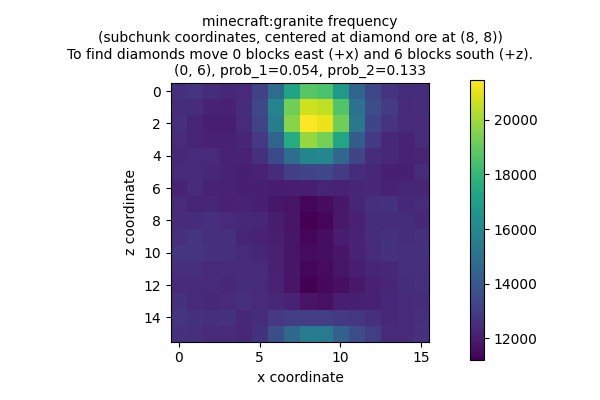 minecraft:granite frequency
(subchunk coordinates, centered at diamond ore at (8, 8))
To find diamonds move 0 blocks east (+x) and 6 blocks south (+z).
(0, 6), prob_1=0.054, prob_2=0.133
0
2
4
6
8
10
12
14
z coordinate
0 5 10 15
x coordinate
20000
18000
16000
14000
12000